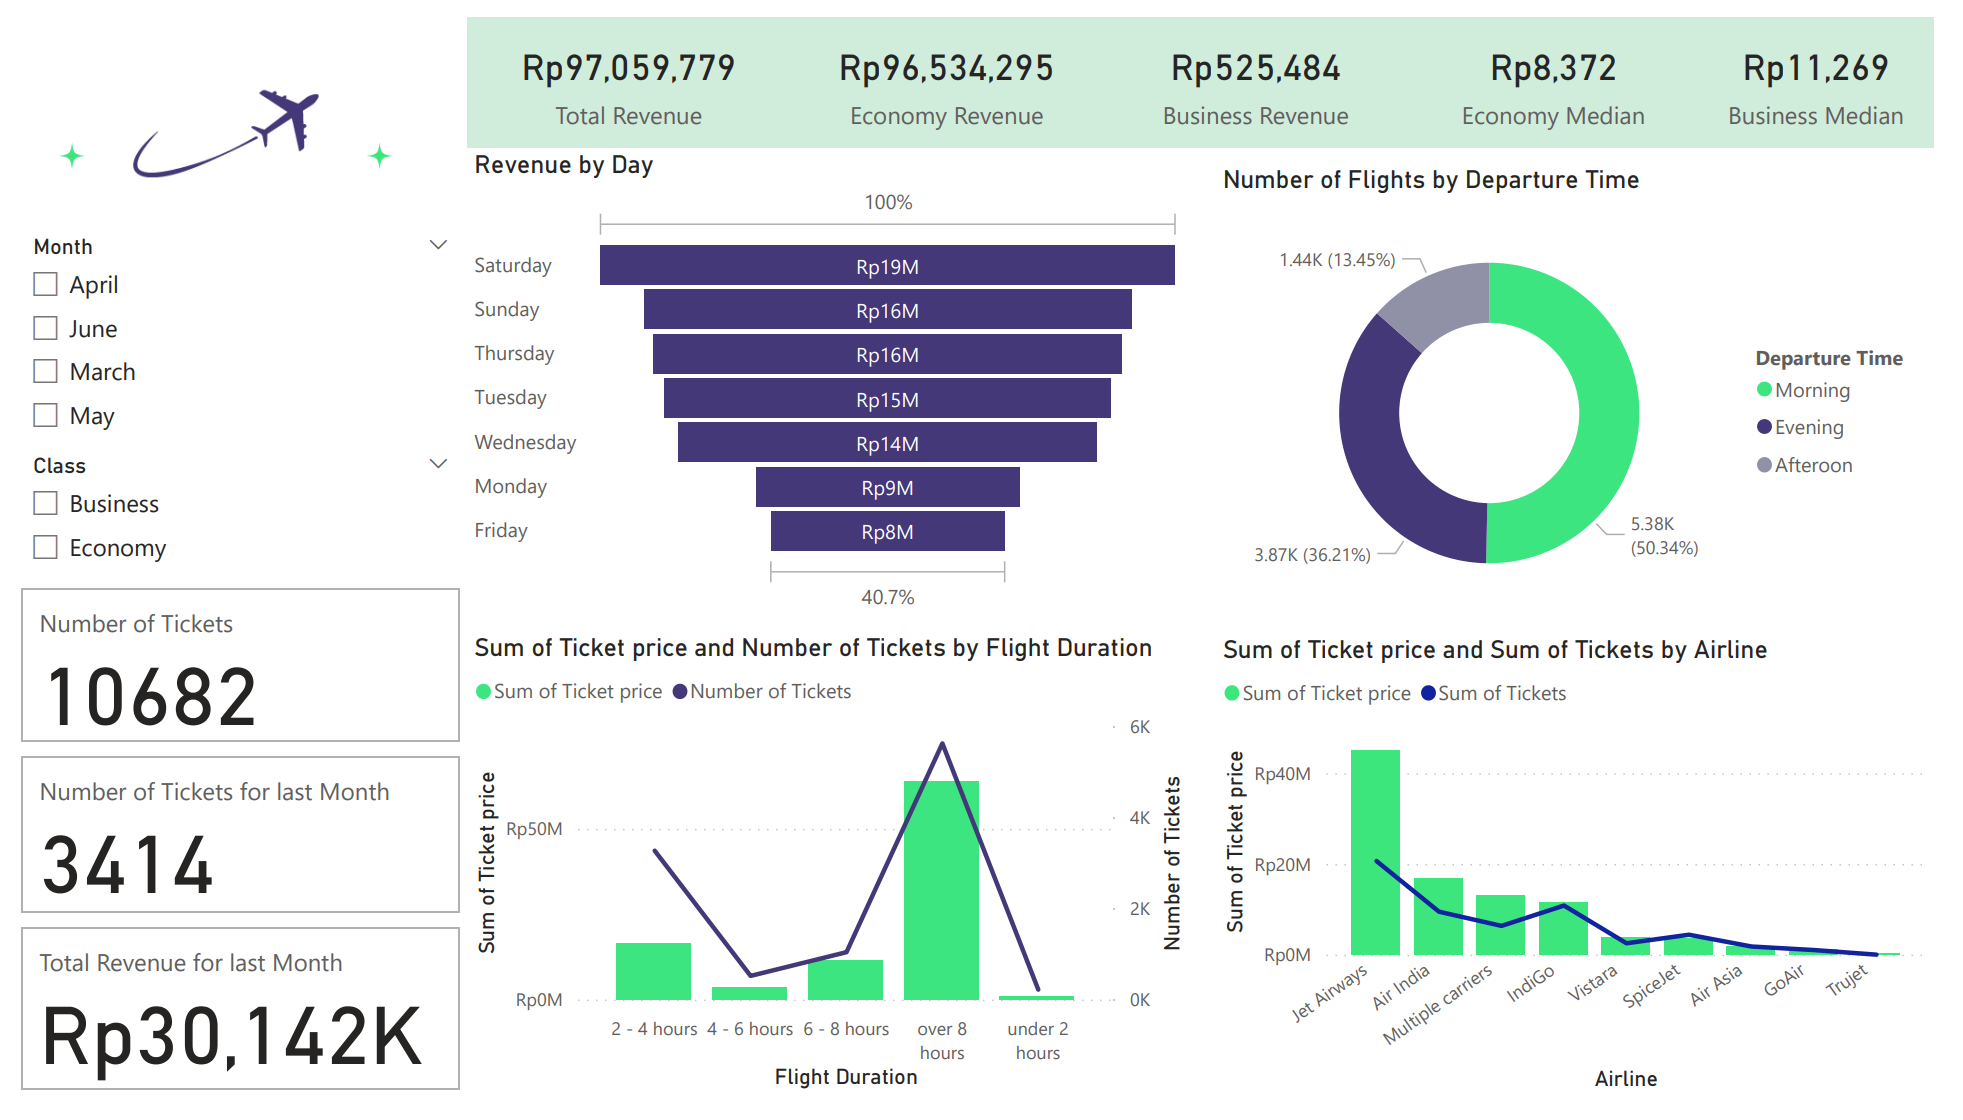 Rp97,059,779
Total Revenue
Rp96,534,295
Economy Revenue
Rp525,484
Business Revenue
Rp8,372
Economy Median
Rp11,269
Business Median
Month
April
June
March
May
Class
Business
Economy
Number of Tickets
10682
Number of Tickets for last Month
3414
Total Revenue for last Month
Rp30,142K
Revenue by Day
100%
Saturday Rp19M
Sunday Rp16M
Thursday Rp16M
Tuesday Rp15M
Wednesday Rp14M
Monday Rp9M
Friday Rp8M
40.7%
Number of Flights by Departure Time
1.44K (13.45%)
3.87K (36.21%)
5.38K
(50.34%)
Departure Time
Morning
Evening
Afteroon
Sum of Ticket price and Number of Tickets by Flight Duration
Sum of Ticket price Number of Tickets
Sum of Ticket price
Rp50M
Rp0M
6K
4K
2K
0K
Number of Tickets
2 - 4 hours 4 - 6 hours 6 - 8 hours over 8 under 2
hours hours
Flight Duration
Sum of Ticket price and Sum of Tickets by Airline
Sum of Ticket price Sum of Tickets
Sum of Ticket price
Rp40M
Rp20M
Rp0M
Jet Airways
Air India
Multiple carriers
IndiGo
Vistara
SpiceJet
Air Asia
GoAir
Trujet
Airline